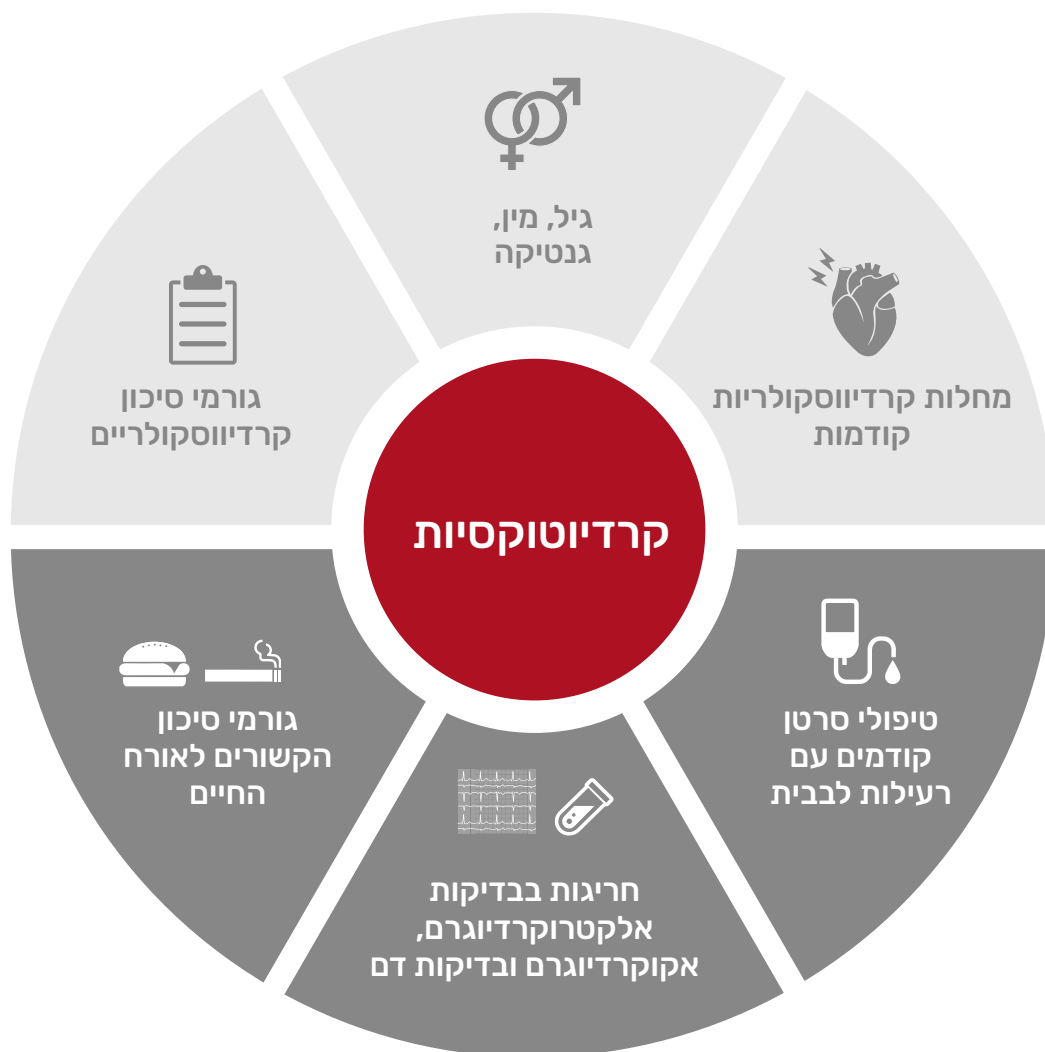 גיל, מין,
גנטיקה
מחלות קרדיווסקולריות
קודמות
גורמי סיכון
קרדיווסקולריים
קרדיוטוקסיות
טיפולי סרטן
קודמים עם
רעילות לבבית
גורמי סיכון
הקשורים לאורח
החיים
חריגות בבדיקות
אלקטרוקרדיוגרם,
אקוקרדיוגרם ובדיקות דם